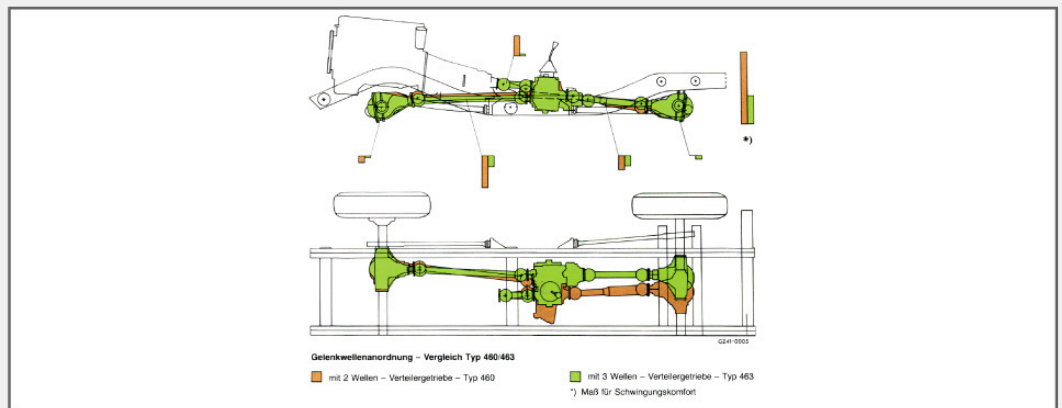 *)
G241-0003
Gelenkwellenanordnung – Vergleich Typ 460/463
mit 2 Wellen – Verteilergetriebe – Typ 460
mit 3 Wellen – Verteilergetriebe – Typ 463
*) Maß für Schwingungskomfort